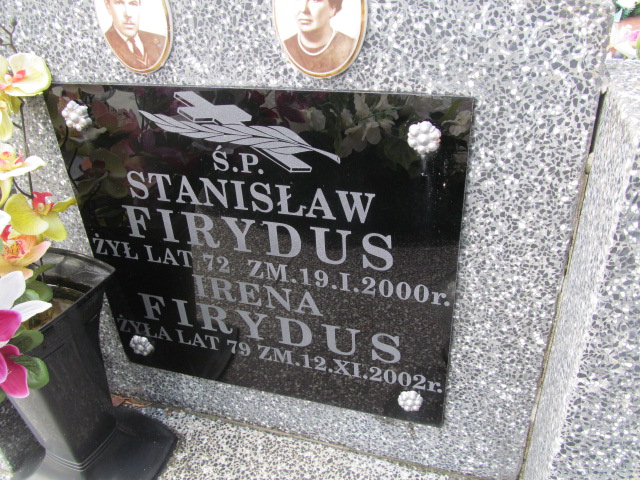 Ś.P.
STANISŁAW
FIRYDUS
ŻYŁ LAT 72 ZM. 19.I.2000r.
IRENA
FIRYDUS
ŻYŁA LAT 79 ZM. 12.XI.2002r.